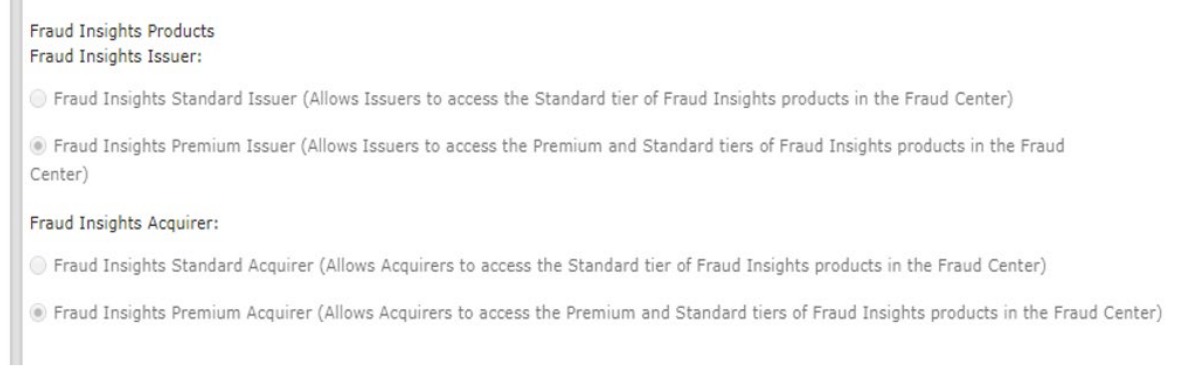 Fraud Insights Products
Fraud Insights Issuer:
Fraud Insights Standard Issuer (Allows Issuers to access the Standard tier of Fraud Insights products in the Fraud Center)
Fraud Insights Premium Issuer (Allows Issuers to access the Premium and Standard tiers of Fraud Insights products in the Fraud
Center)
Fraud Insights Acquirer:
Fraud Insights Standard Acquirer (Allows Acquirers to access the Standard tier of Fraud Insights products in the Fraud Center)
Fraud Insights Premium Acquirer (Allows Acquirers to access the Premium and Standard tiers of Fraud Insights products in the Fraud Center)